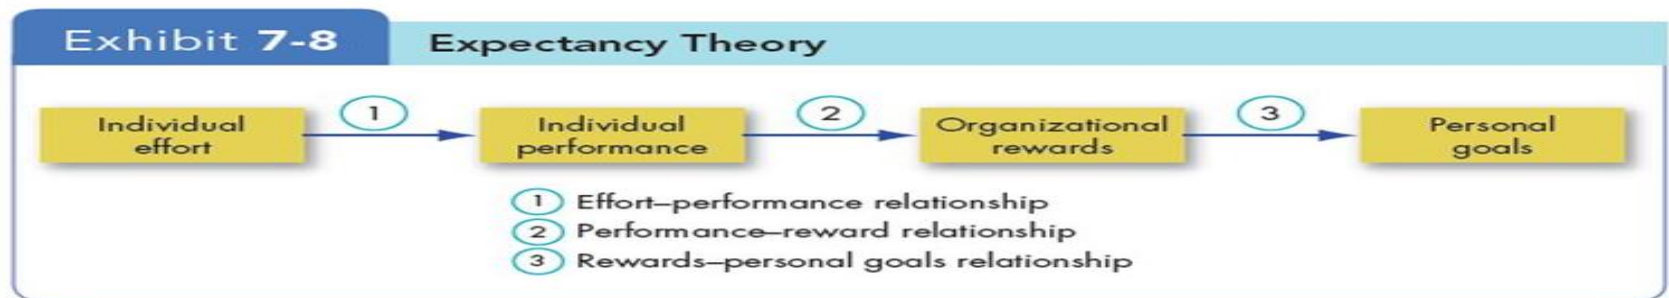 Exhibit 7-8 Expectancy Theory
1
2
3
Individual effort
Individual performance
Organizational rewards
Personal goals
1 Effort–performance relationship
2 Performance–reward relationship
3 Rewards–personal goals relationship